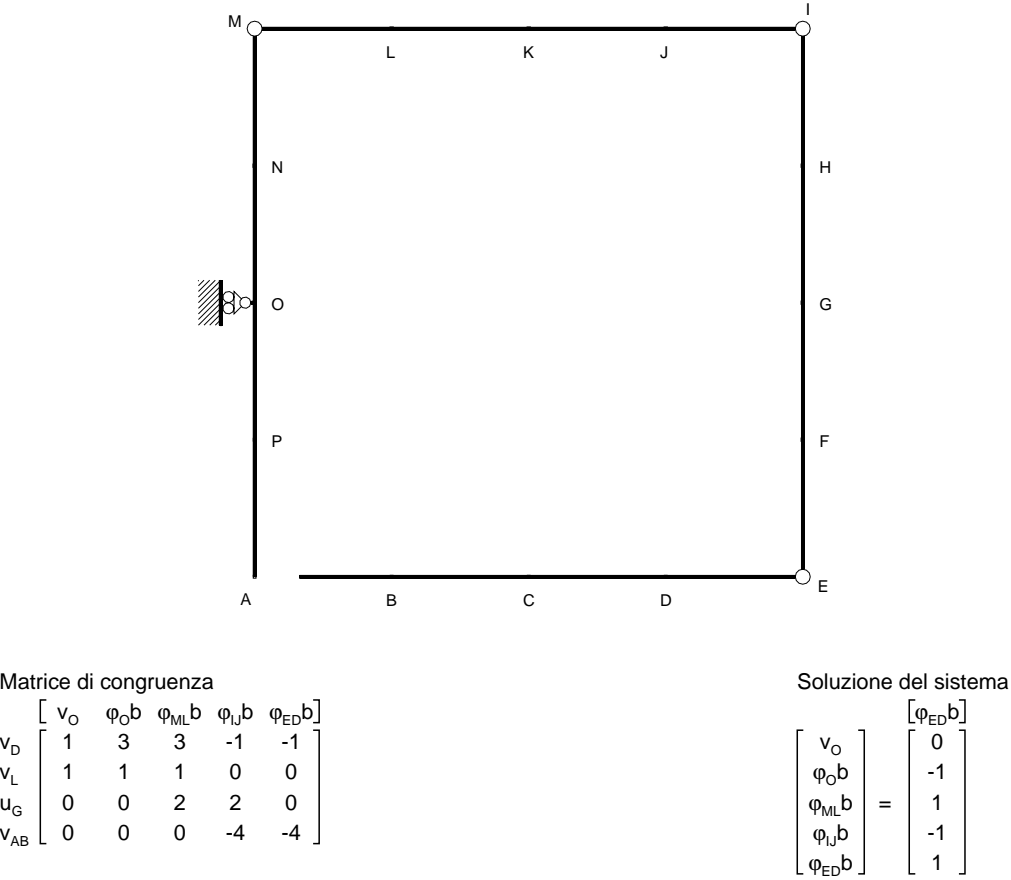 M I
L K J
N H
O G
P F
A B C D E
Matrice di congruenza Soluzione del sistema
[ v_O φ_Ob φ_MLb φ_IJb φ_EDb ] [φ_EDb]
v_D 1 3 3 -1 -1 v_O 0
v_L 1 1 1 0 0 φ_Ob -1
u_G 0 0 2 2 0 φ_MLb = 1
v_AB 0 0 0 -4 -4 φ_IJb -1
φ_EDb 1